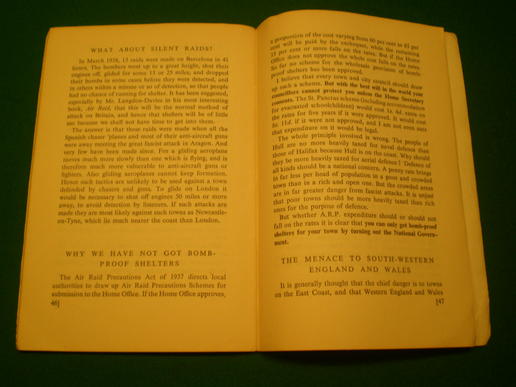 WHAT ABOUT SILENT RAIDS?
In March 1938, 13 raids were made on Barcelona in 41
hours. The bombers went up to a great height, shut their
engines off, glided for some 15 or 25 miles, and dropped
their bombs in some cases before they were detected, and
in others within a minute or so of detection, so that people
had no chance of running for shelter. It has been suggested,
especially by Mr. Langdon-Davies in his most interesting
book, Air Raid, that this will be the normal method of
attack on Britain, and hence that shelters will be of little
use because we shall not have time to get into them.
The answer is that these raids were made when all the
Spanish chaser planes and most of their anti-aircraft guns
were away meeting the great fascist attack in Aragon. And
very few have been made since. For a gliding aeroplane
moves much more slowly than one which is flying, and is
therefore much more vulnerable to anti-aircraft guns or
fighters. Also gliding aeroplanes cannot keep formation.
Hence such tactics are unlikely to be used against a town
defended by chasers and guns. To glide on London it
would be necessary to shut off engines 50 miles or more
away, to avoid detection by listeners. If such attacks are
made they are most likely against such towns as Newcastle-
on-Tyne, which lie much nearer the coast than London.
WHY WE HAVE NOT GOT BOMB-
PROOF SHELTERS
The Air Raid Precautions Act of 1937 directs local
authorities to draw up Air Raid Precautions Schemes for
submission to the Home Office. If the Home Office approves,
46]
a proportion of the cost varying from 60 per cent to 85 per
cent will be paid by the exchequer, while the remaining
per cent or more falls on the rates. But if the Home
Office does not approve the whole cost falls on the rates.
So far no scheme for the wholesale provision of bomb-
proof shelters has been approved.
I believe that every town and city council should draw
up such a scheme. But with the best will in the world your
councillors cannot protect you unless the Home Secretary
consents. The St. Pancras scheme (including accommodation
for evacuated schoolchildren) would cost 1s. 4d. rates on
the rates for five years if it were approved. It would cost
if it were not approved, and I am not even sure
that expenditure on it would be legal.
The whole principle involved is wrong. The people of
Hull are no more heavily taxed for naval defence than
those of Halifax because Hull is on the coast. Why should
they be more heavily taxed for aerial defence? Defence of
all kinds should be a national concern. A penny rate brings
in far less per head of population in a poor and crowded
town than in a rich and open one. But the crowded areas
are in far greater danger from fascist attacks. It is unjust
that poor towns should be more heavily taxed than rich
ones for the purpose of defence.
But whether A.R.P. expenditure should or should not
fall on the rates it is clear that you can only get bomb-proof
shelters for your town by turning out the National Govern-
ment.
THE MENACE TO SOUTH-WESTERN
ENGLAND AND WALES
It is generally thought that the chief danger is to towns
on the East Coast, and that Western England and Wales
[47